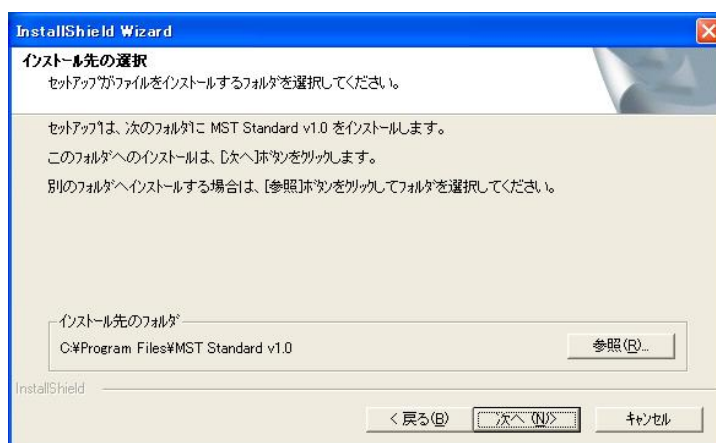 InstallShield Wizard
インストール先の選択
セットアップがファイルをインストールするフォルダを選択してください。
セットアップは、次のフォルダに MST Standard v1.0 をインストールします。
このフォルダへのインストールは、[次へ]ボタンをクリックします。
別のフォルダへインストールする場合は、[参照]ボタンをクリックしてフォルダを選択してください。
インストール先のフォルダ
C:¥Program Files¥MST Standard v1.0
参照(R)...
InstallShield
< 戻る(B)
次へ (N)>
キャンセル